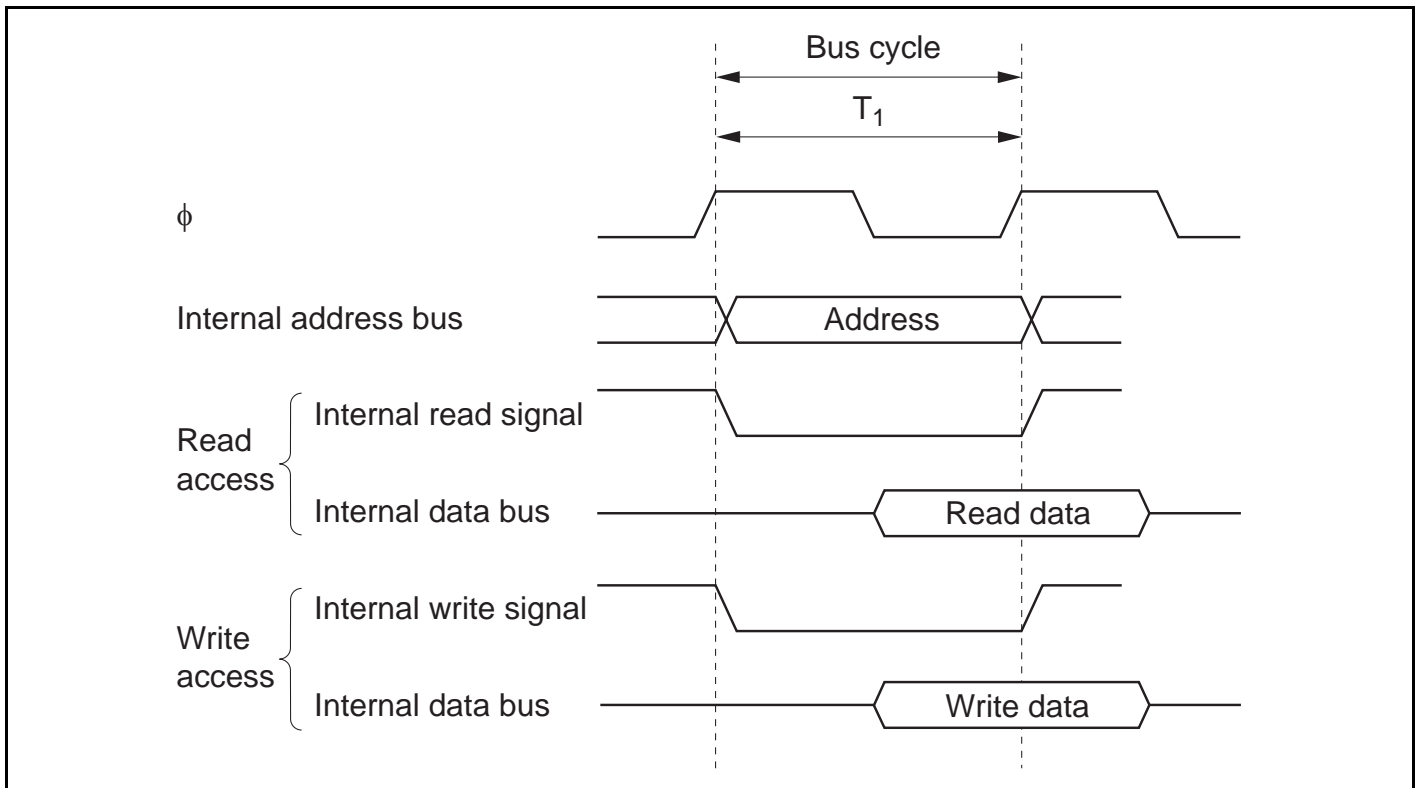 Bus cycle
T₁
ϕ
Internal address bus
Address
Read access
Internal read signal
Internal data bus
Read data
Write access
Internal write signal
Internal data bus
Write data